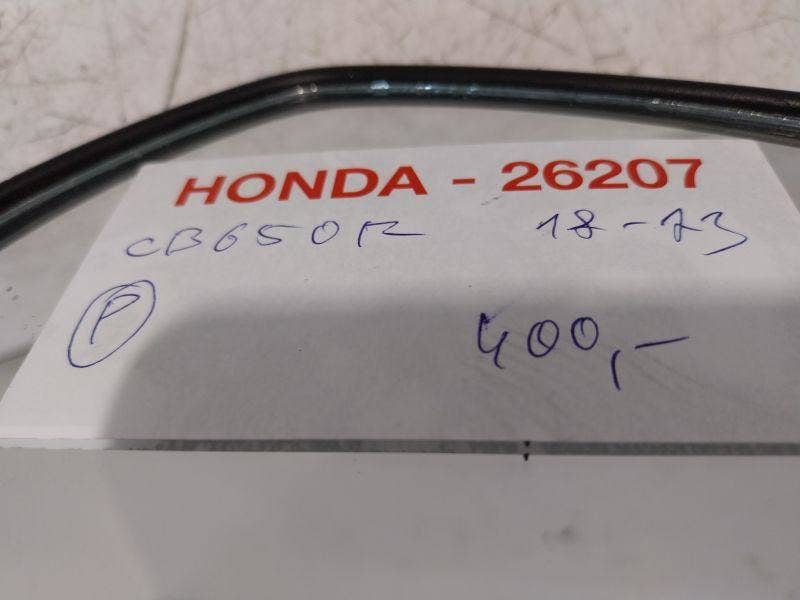 HONDA - 26207
CB650R 18-23
P 400,-